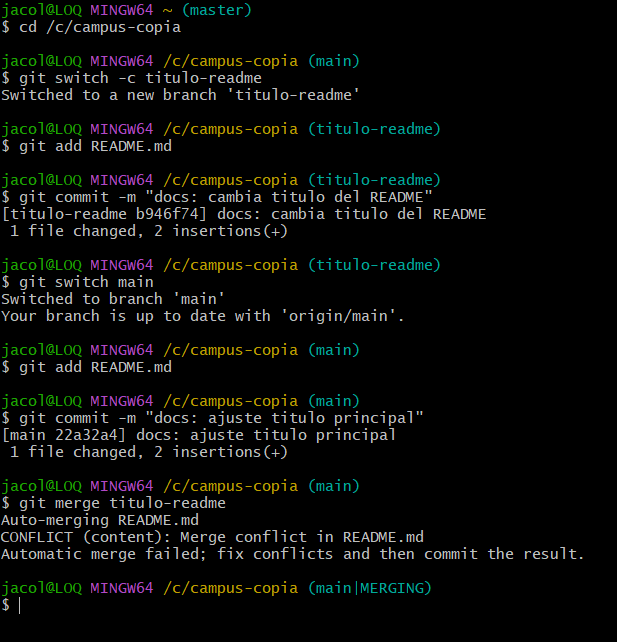 jacol@LOQ MINGW64 ~ (master)
$ cd /c/campus-copia
jacol@LOQ MINGW64 /c/campus-copia (main)
$ git switch -c titulo-readme
Switched to a new branch 'titulo-readme'
jacol@LOQ MINGW64 /c/campus-copia (titulo-readme)
$ git add README.md
jacol@LOQ MINGW64 /c/campus-copia (titulo-readme)
$ git commit -m "docs: cambia titulo del README"
[titulo-readme b946f74] docs: cambia titulo del README
 1 file changed, 2 insertions(+)
jacol@LOQ MINGW64 /c/campus-copia (titulo-readme)
$ git switch main
Switched to branch 'main'
Your branch is up to date with 'origin/main'.
jacol@LOQ MINGW64 /c/campus-copia (main)
$ git add README.md
jacol@LOQ MINGW64 /c/campus-copia (main)
$ git commit -m "docs: ajuste titulo principal"
[main 22a32a4] docs: ajuste titulo principal
 1 file changed, 2 insertions(+)
jacol@LOQ MINGW64 /c/campus-copia (main)
$ git merge titulo-readme
Auto-merging README.md
CONFLICT (content): Merge conflict in README.md
Automatic merge failed; fix conflicts and then commit the result.
jacol@LOQ MINGW64 /c/campus-copia (main|MERGING)
$